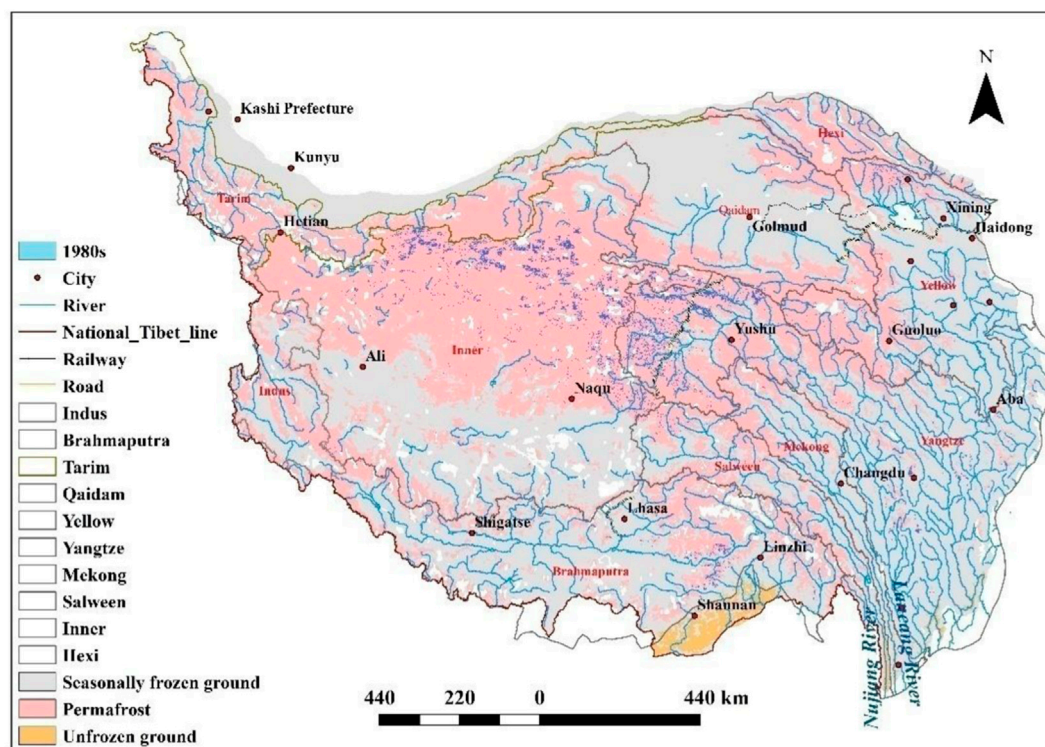 N
Kashi Prefecture
Kunyu
Hexi
Tarim
Xining
Qaidam
Golmud
Hetian
Haidong
1980s
City
River
National_Tibet_line
Railway
Road
Indus
Brahmaputra
Tarim
Qaidam
Yellow
Yangtze
Mekong
Salween
Inner
Hexi
Seasonally frozen ground
Permafrost
Unfrozen ground
Yellow
Yushu
Guoluo
Ali
Inner
Indus
Naqu
Aba
Mekong
Yangtze
Salween
Changdu
Lhasa
Shigatse
Linzhi
Brahmaputra
Shannan
Nujiang River
Lancang River
440 220 0 440 km